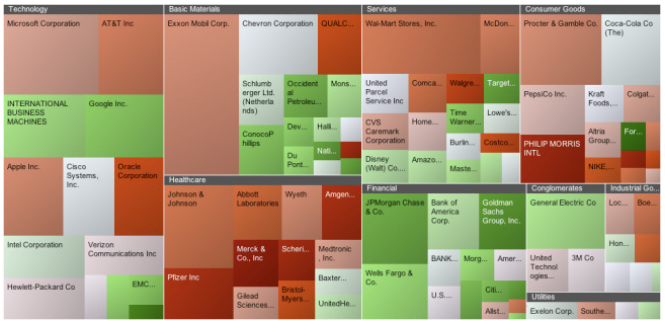 Technology
Microsoft Corporation
AT&T Inc
INTERNATIONAL
BUSINESS
MACHINES
Google Inc.
Apple Inc.
Cisco
Systems,
Inc.
Oracle
Corporation
Intel Corporation
Verizon
Communications Inc
Hewlett-Packard Co
EMC...
Basic Materials
Exxon Mobil Corp.
Chevron Corporation
QUALC...
Schlumb
erger Ltd.
(Netherla
nds)
Occident
al
Petroleu...
Mons...
ConocoP
hillips
Dev...
Halli...
Du
Pont...
Nati...
Healthcare
Johnson &
Johnson
Abbott
Laboratories
Wyeth
Amgen...
Merck &
Co., Inc
Scheri...
Medtronic
, Inc.
Pfizer Inc
Gilead
Sciences...
Bristol-
Myers...
Baxter...
UnitedHe...
Services
Wal-Mart Stores, Inc.
McDon...
United
Parcel
Service Inc
Comca...
Walgre...
Target...
CVS
Caremark
Corporation
Home...
Time
Warner...
Lowe's...
Burlin...
Costco...
Disney
(Walt) Co....
Amazo...
Maste...
Consumer Goods
Procter & Gamble Co.
Coca-Cola Co
(The)
PepsiCo Inc.
Kraft
Foods,...
Colgat...
PHILIP MORRIS
INTL
Altria
Group...
For...
NIKE,...
Financial
JPMorgan Chase
& Co.
Bank of
America
Corp.
Goldman
Sachs
Group, Inc.
Wells Fargo &
Co.
BANK...
Morg...
Amer...
U.S....
Citi...
Allst...
Conglomerates
General Electric Co
United
Technol
ogies...
3M Co
Industrial Go...
Loc...
Boe...
Hon...
Utilities
Exelon Corp.
Southe...